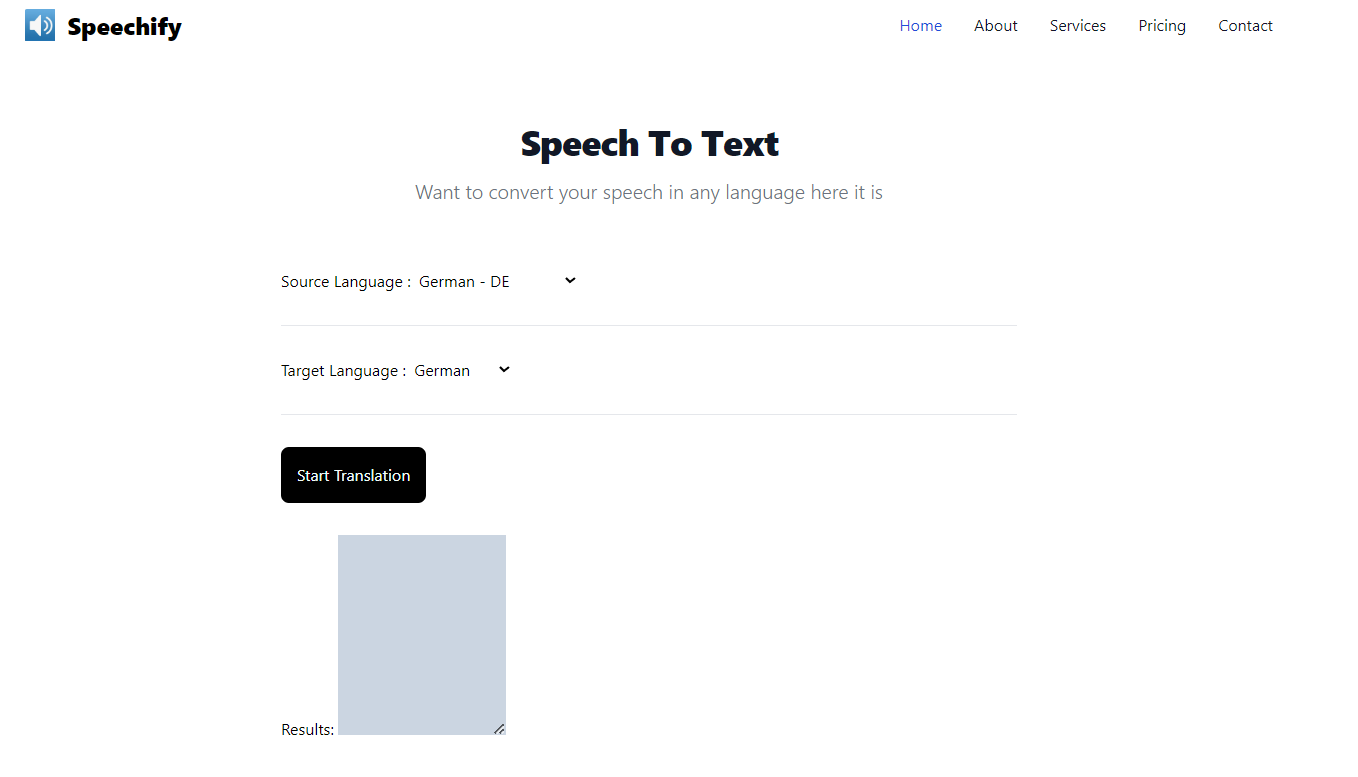 Speechify
Home About Services Pricing Contact
Speech To Text
Want to convert your speech in any language here it is
Source Language : German - DE
Target Language : German
Start Translation
Results: